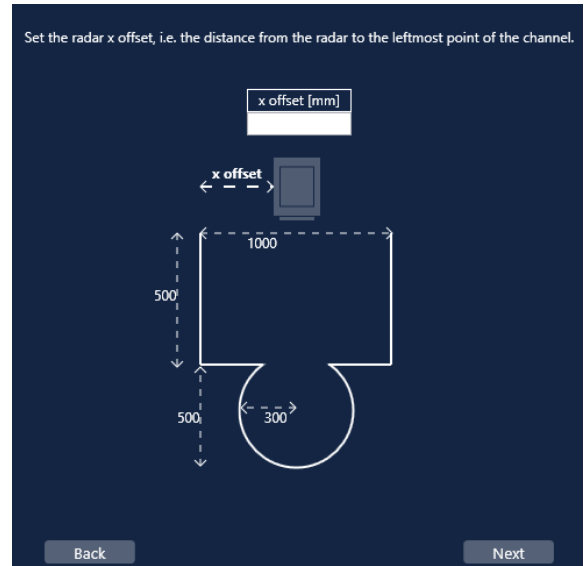 Set the radar x offset, i.e. the distance from the radar to the leftmost point of the channel.
x offset [mm]
x offset
1000
500
500
300
Back
Next